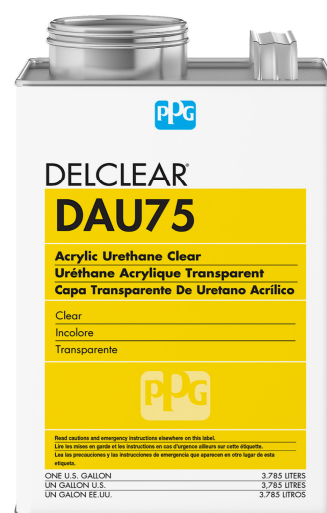 PPG
DELCLEAR®
DAU75
Acrylic Urethane Clear
Uréthane Acrylique Transparent
Capa Transparente De Uretano Acrílico
Clear
Incolore
Transparente
PPG
Read cautions and emergency instructions elsewhere on this label.
Lire les mises en garde et les instructions en cas d'urgence ailleurs sur cette étiquette.
Lea las precauciones y las instrucciones de emergencia que aparecen en otro lugar de esta
etiqueta.
ONE U.S. GALLON 3.785 LITERS
UN GALLON U.S. 3,785 LITRES
UN GALON EE.UU. 3.785 LITROS